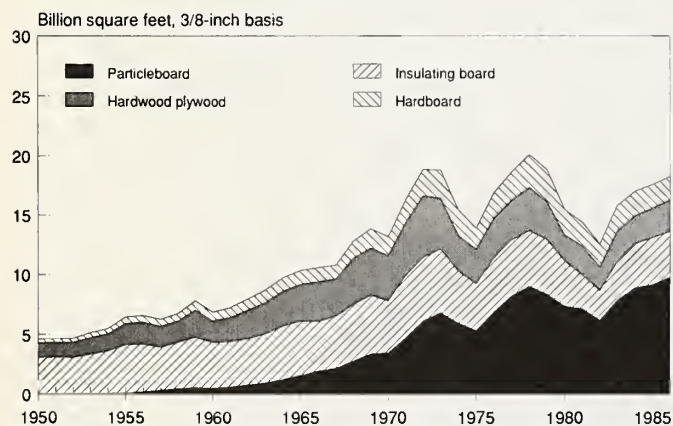 Billion square feet, 3/8-inch basis
30
25
20
15
10
5
0
Particleboard
Hardwood plywood
Insulating board
Hardboard
1950 1955 1960 1965 1970 1975 1980 1985